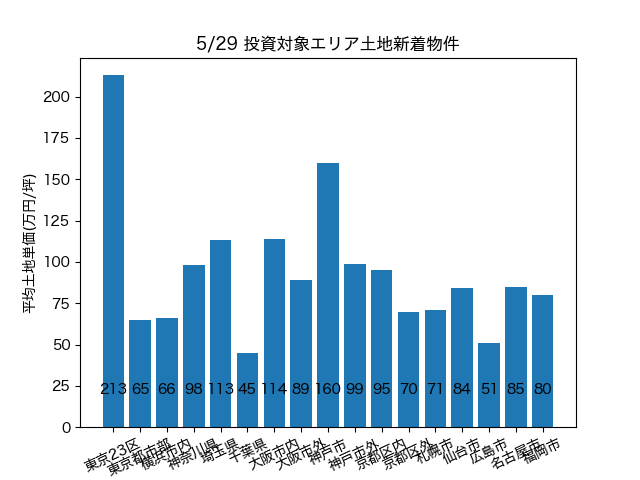 5/29 投資対象エリア土地新着物件
平均土地単価(万円/坪)
200
175
150
125
100
75
50
25
0
213 65 66 98 113 45 114 89 160 99 95 70 71 84 51 85 80
東京23区
東京都市部
横浜市内
神奈川県
埼玉県
千葉県
大阪市内
大阪市外
神戸市
神戸市外
京都区内
京都区外
札幌市
仙台市
広島市
名古屋市
福岡市